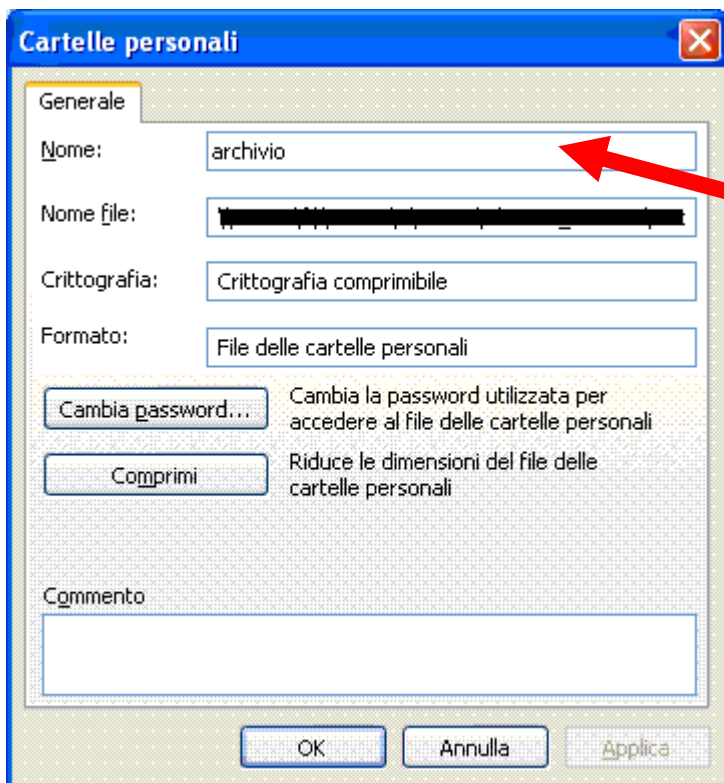 Cartelle personali
Generale
Nome:
archivio
Nome file:
Crittografia:
Crittografia comprimibile
Formato:
File delle cartelle personali
Cambia password...
Cambia la password utilizzata per
accedere al file delle cartelle personali
Comprimi
Riduce le dimensioni del file delle
cartelle personali
Commento
OK
Annulla
Applica